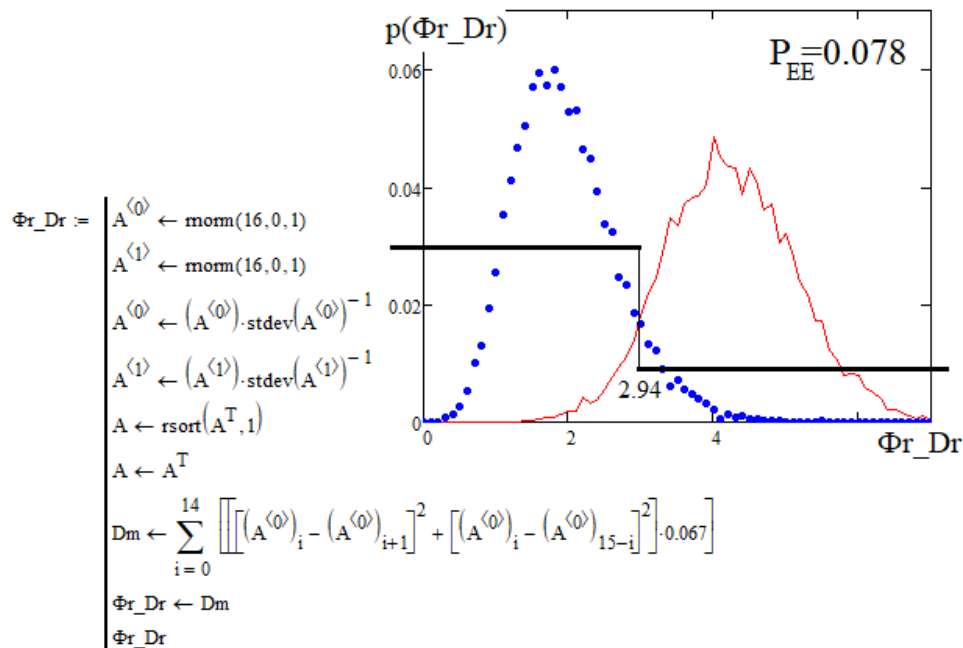 p(Φr_Dr)
P_EE=0.078
0.06
0.04
0.02
0
0
2
4
2.94
Φr_Dr
Φr_Dr :=
A^⟨0⟩ ← rnorm(16,0,1)
A^⟨1⟩ ← rnorm(16,0,1)
A^⟨0⟩ ← (A^⟨0⟩)·stdev(A^⟨0⟩)^−1
A^⟨1⟩ ← (A^⟨1⟩)·stdev(A^⟨1⟩)^−1
A ← rsort(A^T,1)
A ← A^T
Dm ← ∑_{i = 0}^{14} [[[(A^⟨0⟩)_i − (A^⟨0⟩)_{i+1}]^2 + [(A^⟨0⟩)_i − (A^⟨0⟩)_{15−i}]^2]·0.067]
Φr_Dr ← Dm
Φr_Dr